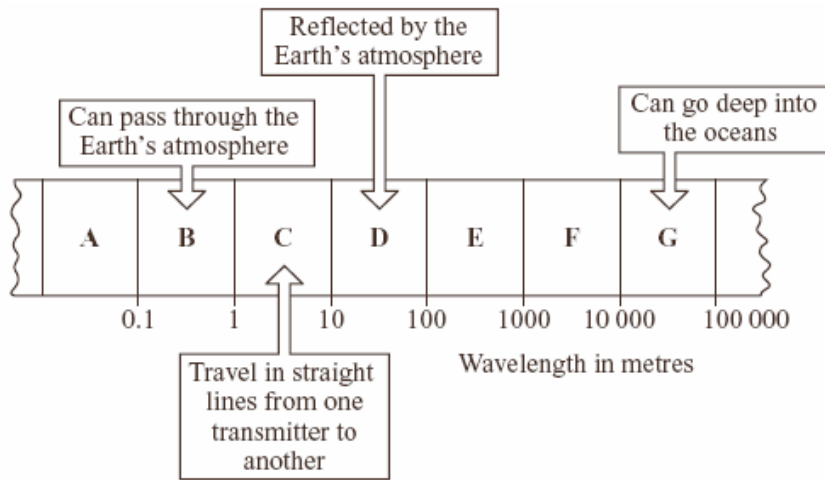 Reflected by the
Earth's atmosphere
Can pass through the
Earth's atmosphere
Can go deep into
the oceans
A B C D E F G
0.1 1 10 100 1000 10 000 100 000
Wavelength in metres
Travel in straight
lines from one
transmitter to
another